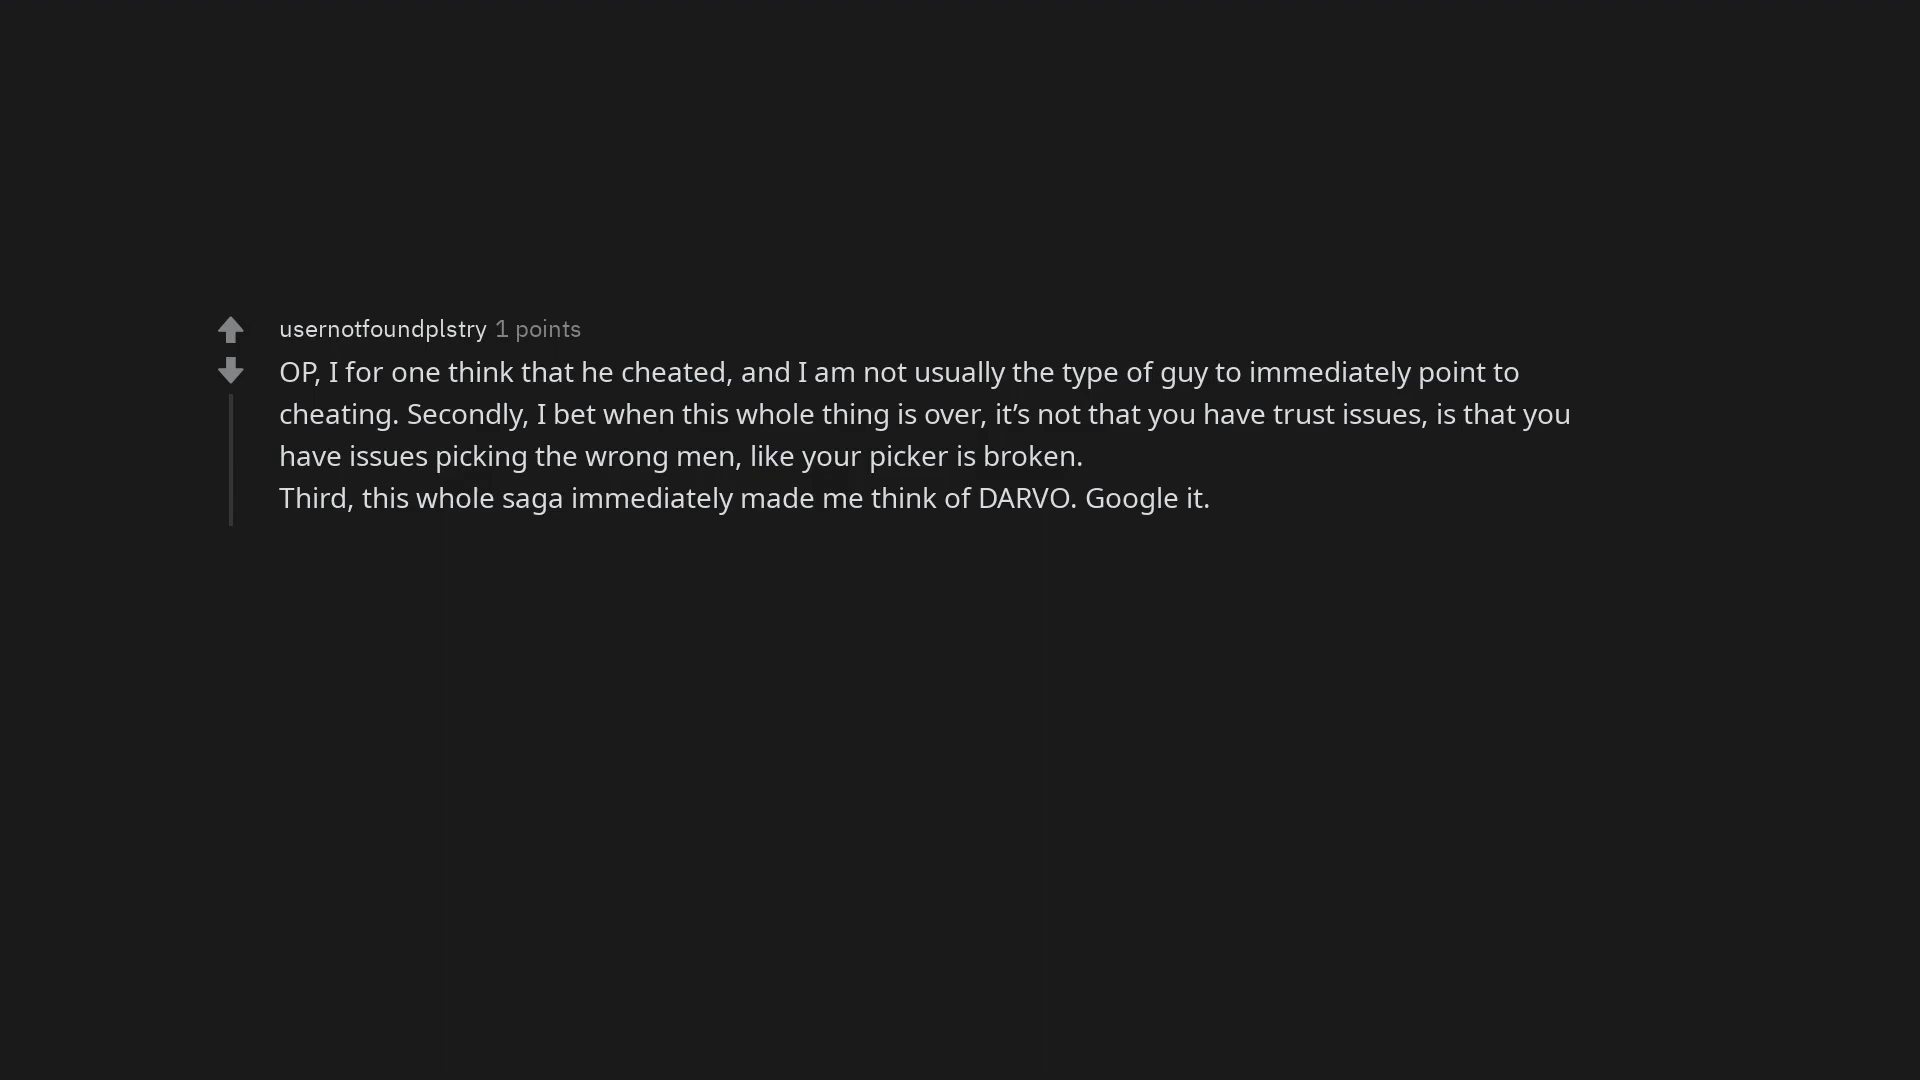 usernotfoundplstry 1 points
OP, I for one think that he cheated, and I am not usually the type of guy to immediately point to
cheating. Secondly, I bet when this whole thing is over, it’s not that you have trust issues, is that you
have issues picking the wrong men, like your picker is broken.
Third, this whole saga immediately made me think of DARVO. Google it.